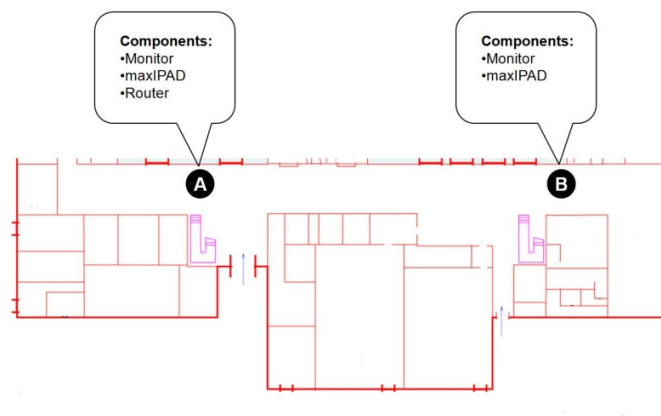 Components:
•Monitor
•maxIPAD
•Router
Components:
•Monitor
•maxIPAD
A
B